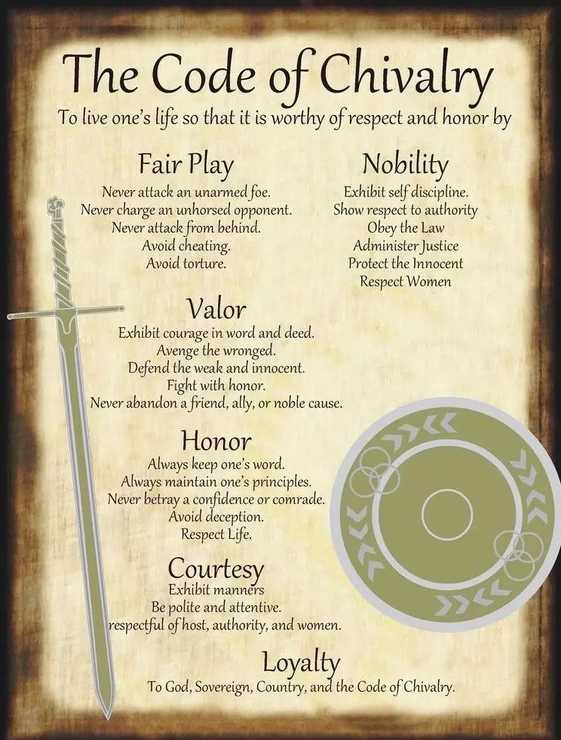 The Code of Chivalry
To live one's life so that it is worthy of respect and honor by
Fair Play
Never attack an unarmed foe.
Never charge an unhorsed opponent.
Never attack from behind.
Avoid cheating.
Avoid torture.
Nobility
Exhibit self discipline.
Show respect to authority
Obey the Law
Administer Justice
Protect the Innocent
Respect Women
Valor
Exhibit courage in word and deed.
Avenge the wronged.
Defend the weak and innocent.
Fight with honor.
Never abandon a friend, ally, or noble cause.
Honor
Always keep one's word.
Always maintain one's principles.
Never betray a confidence or comrade.
Avoid deception.
Respect Life.
Courtesy
Exhibit manners
Be polite and attentive.
respectful of host, authority, and women.
Loyalty
To God, Sovereign, Country, and the Code of Chivalry.